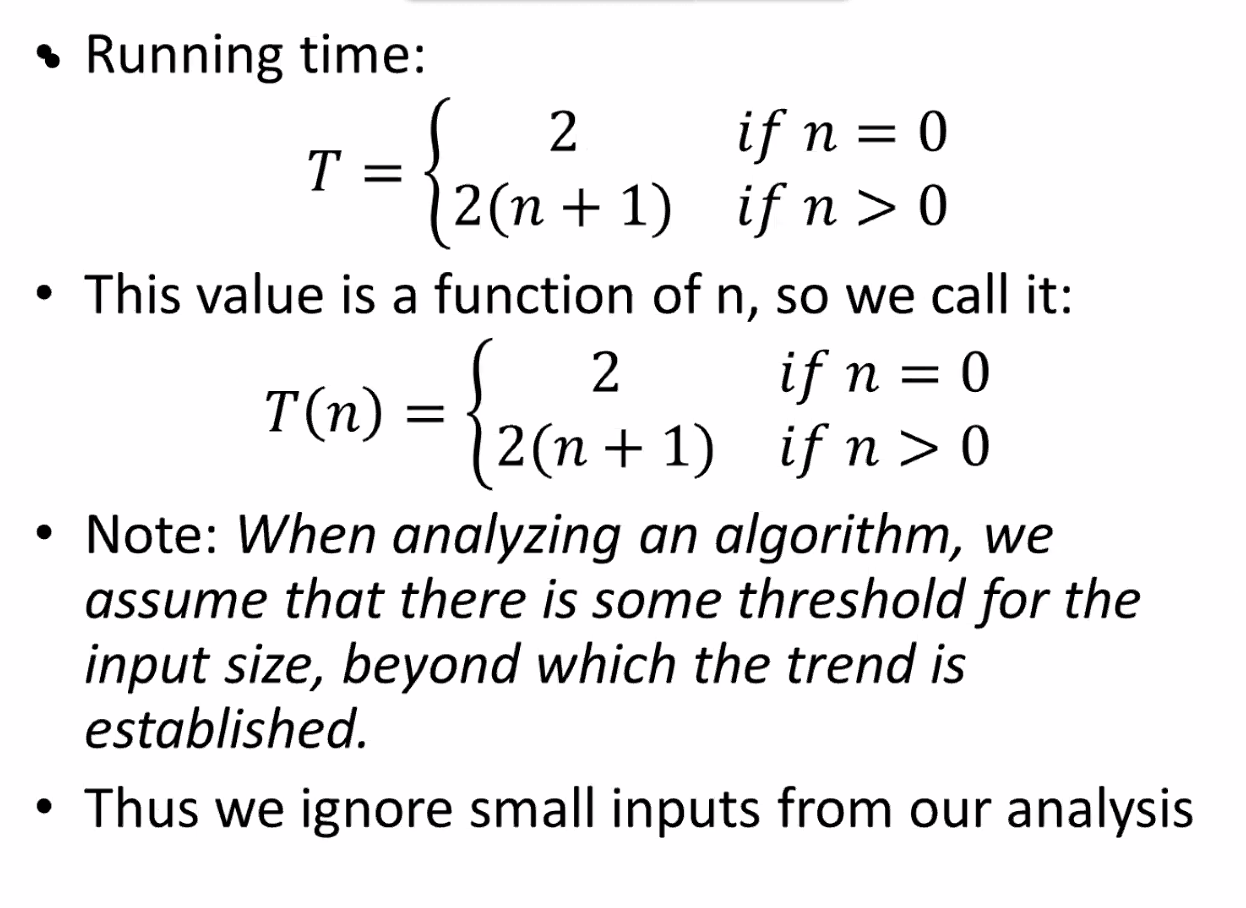 • Running time:
T = { 2 if n = 0
2(n + 1) if n > 0
• This value is a function of n, so we call it:
T(n) = { 2 if n = 0
2(n + 1) if n > 0
• Note: When analyzing an algorithm, we
assume that there is some threshold for the
input size, beyond which the trend is
established.
• Thus we ignore small inputs from our analysis